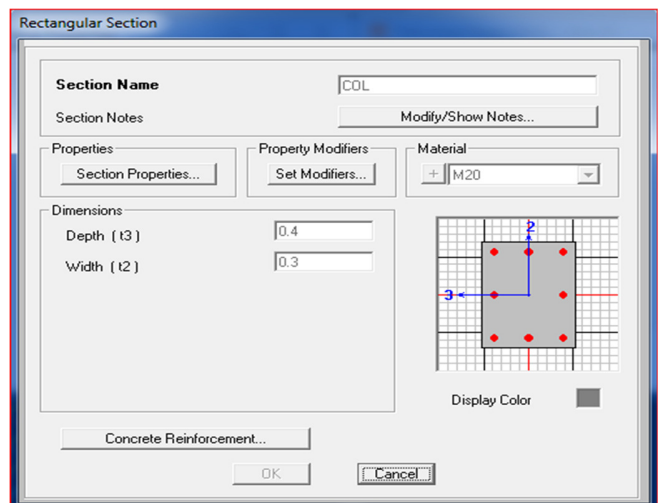 Rectangular Section
Section Name COL
Section Notes Modify/Show Notes...
Properties Property Modifiers Material
Section Properties... Set Modifiers... + M20
Dimensions
Depth ( t3 ) 0.4
Width ( t2 ) 0.3
2
3
Display Color
Concrete Reinforcement...
OK Cancel